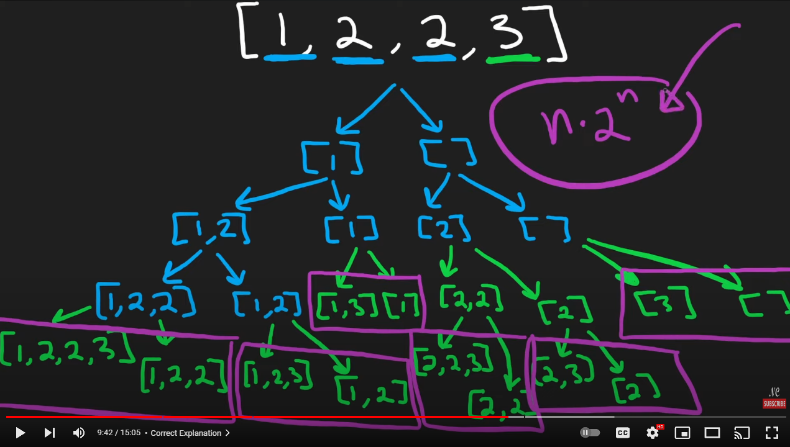 [1, 2, 2, 3]
n·2ⁿ
[1] [ ]
[1,2] [1] [2] [ ]
[1,2,2] [1,2] [1,3] [1] [2,2] [2] [3] [ ]
[1,2,2,3] [1,2,2] [1,2,3] [1,2] [2,2,3] [2,2] [2,3] [2]
SUBSCRIBE
9:42 / 15:05 • Correct Explanation >
CC
HD